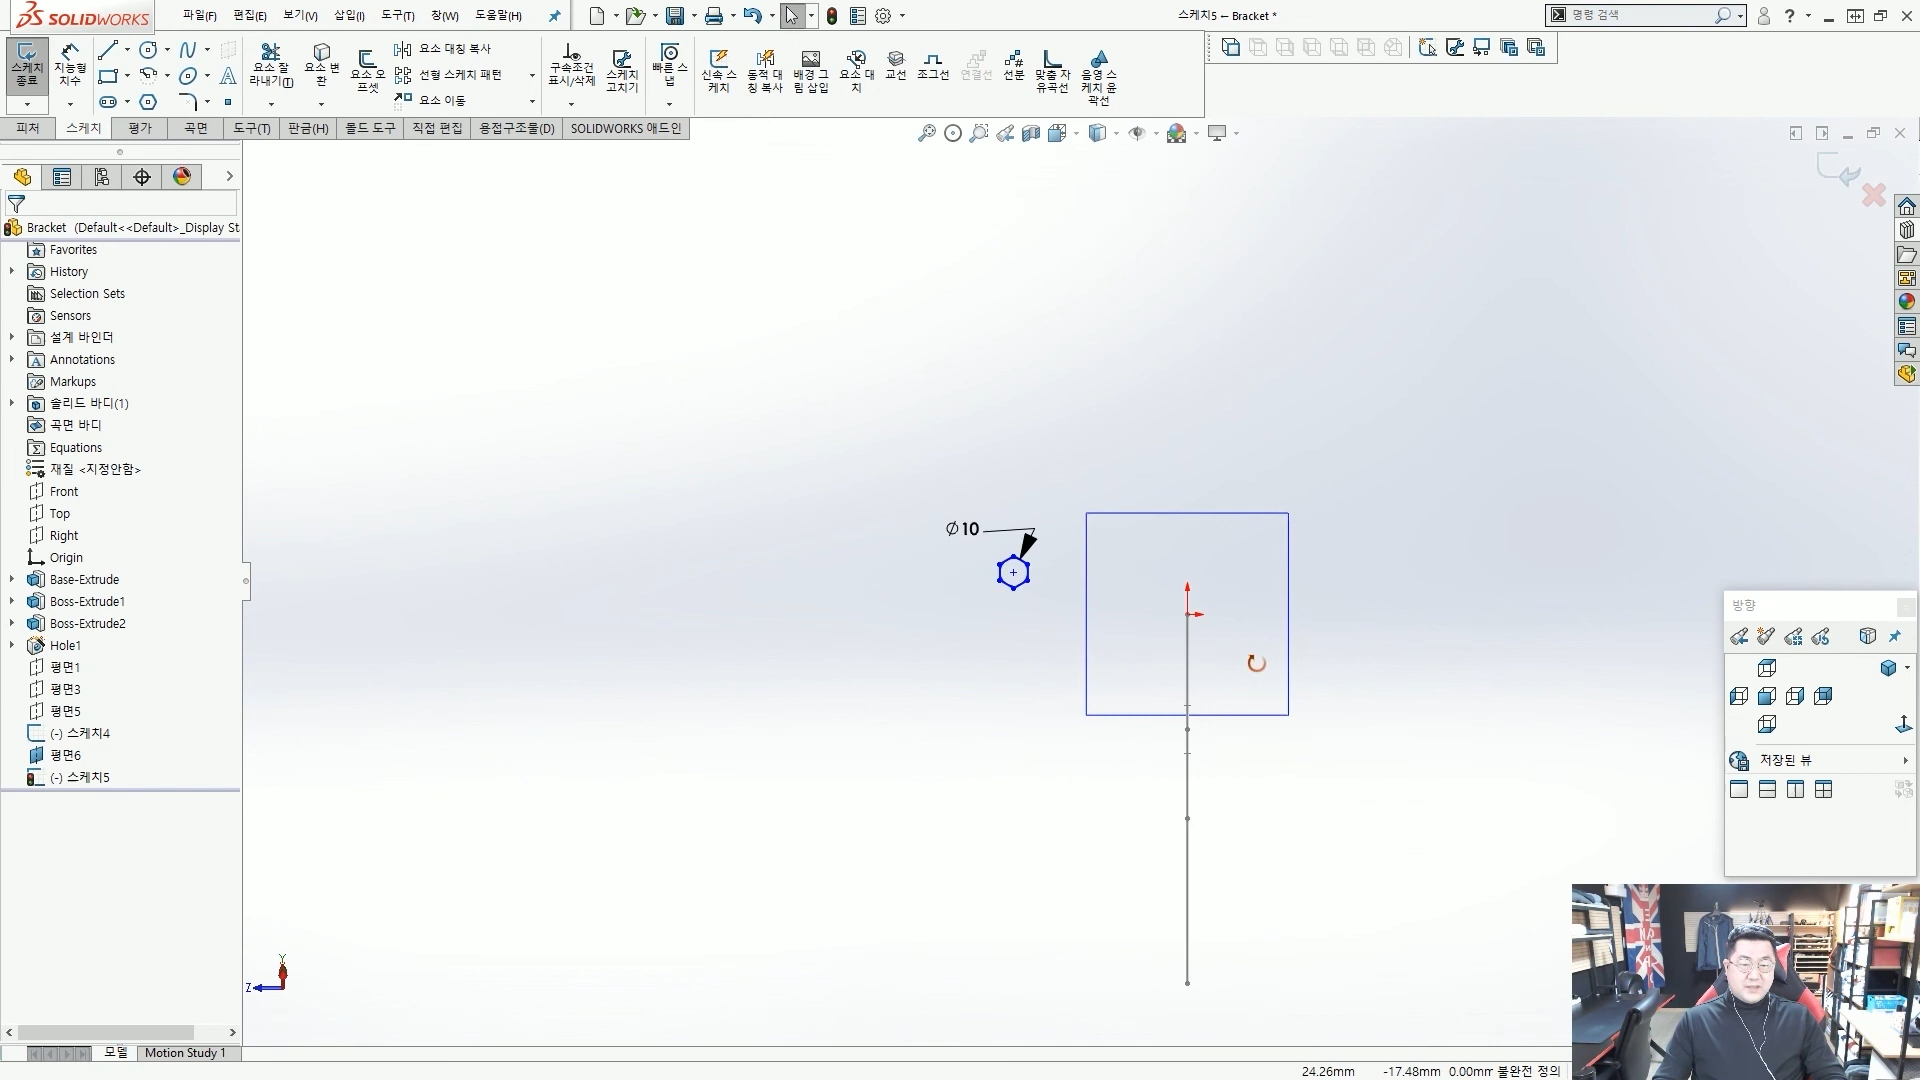 SOLIDWORKS
파일(F) 편집(E) 보기(V) 삽입(I) 도구(T) 창(W) 도움말(H)
스케치5 ← Bracket *
명령 검색
스케치 종료
지능형 치수
요소 잘라내기(T)
요소 변환
요소 오프셋
요소 대칭 복사
선형 스케치 패턴
요소 이동
구속조건 표시/삭제
스케치 고치기
빠른 스냅
신속 스케치
동적 대칭 복사
배경 그림 삽입
요소 대치
교선
조그선
연결선
선분
맞춤 자유곡선
음영 스케치 윤곽선
피처 스케치 평가 곡면 도구(T) 판금(H) 몰드 도구 직접 편집 용접구조물(D) SOLIDWORKS 애드인
Bracket (Default<<Default>_Display St
Favorites
History
Selection Sets
Sensors
설계 바인더
Annotations
Markups
솔리드 바디(1)
곡면 바디
Equations
재질 <지정안함>
Front
Top
Right
Origin
Base-Extrude
Boss-Extrude1
Boss-Extrude2
Hole1
평면1
평면3
평면5
(-) 스케치4
평면6
(-) 스케치5
∅10
방향
저장된 뷰
Y
Z
모델 Motion Study 1
24.26mm -17.48mm 0.00mm 불완전 정의